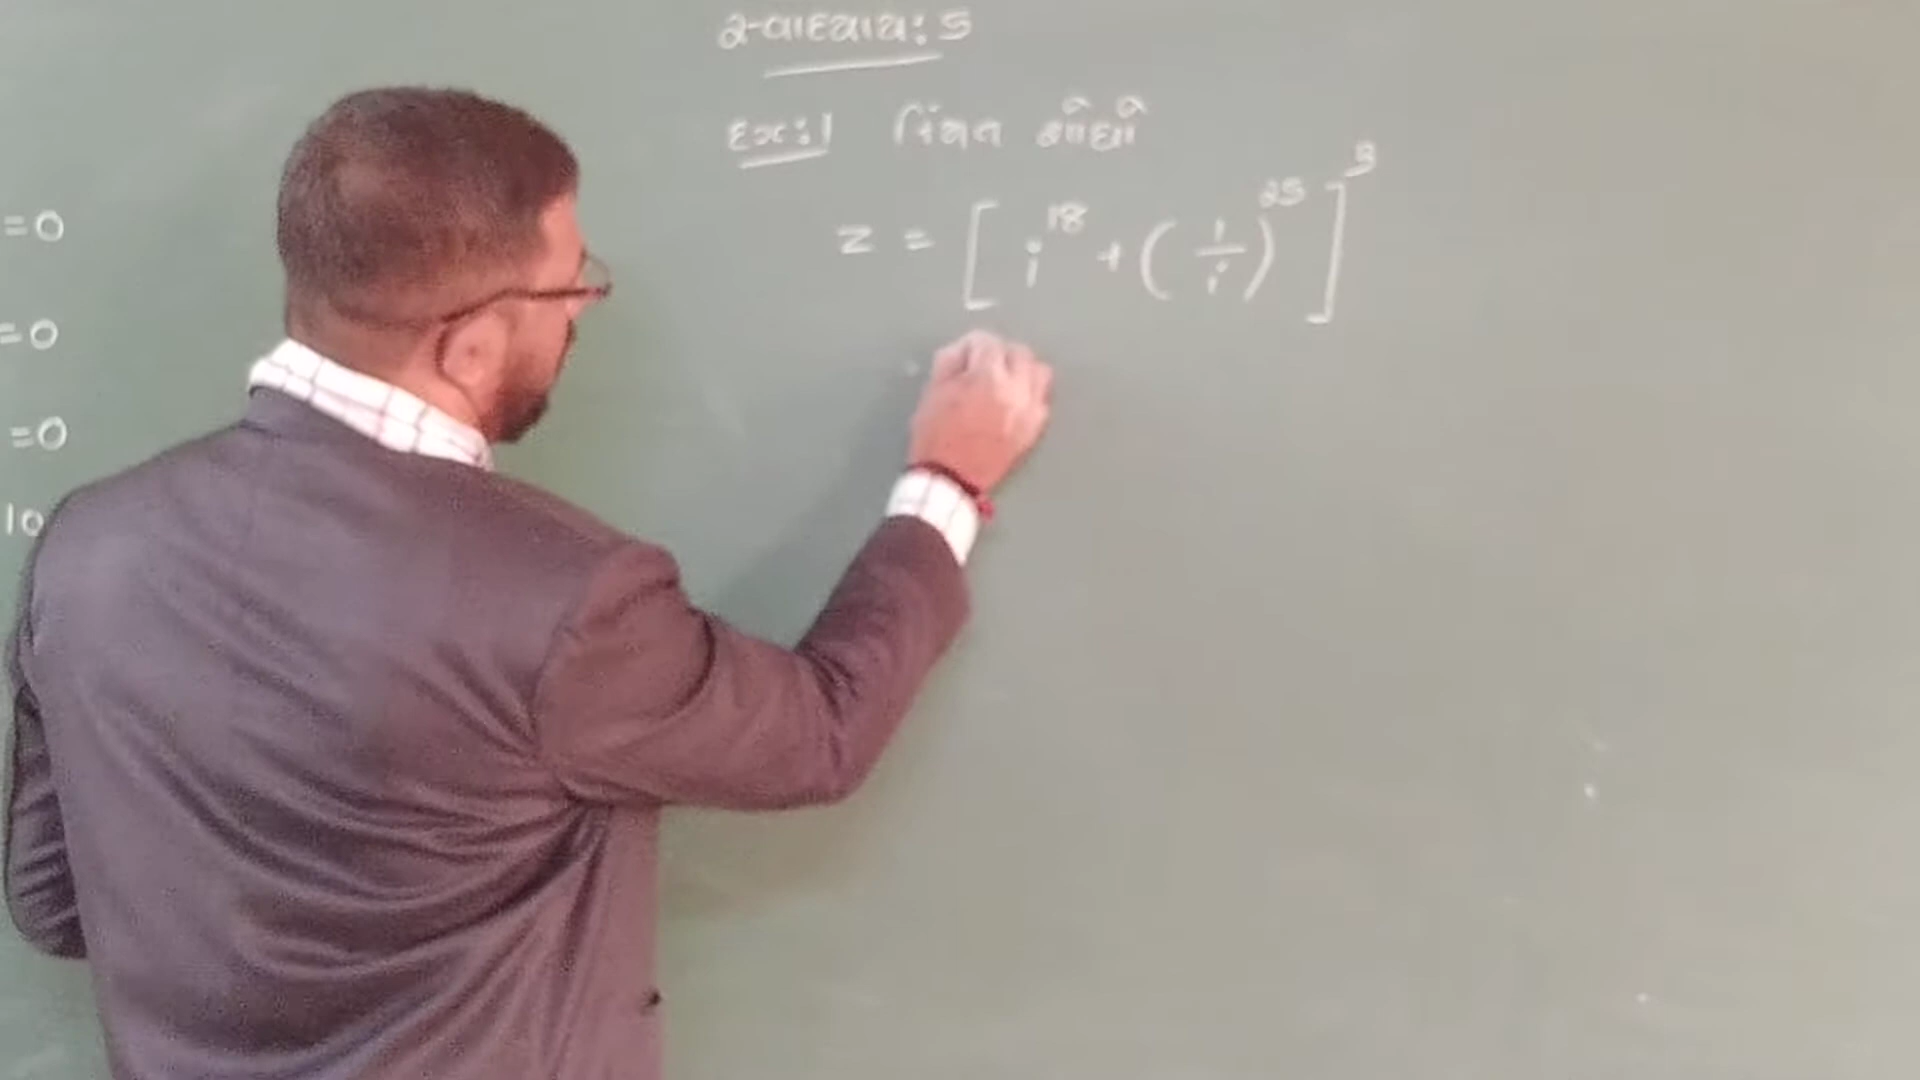 સ્વાધ્યાય: 5
Ex: 1 કિંમત શોધો
z = [ i^18 + ( 1/i )^25 ]^3
=0
=0
=0
10